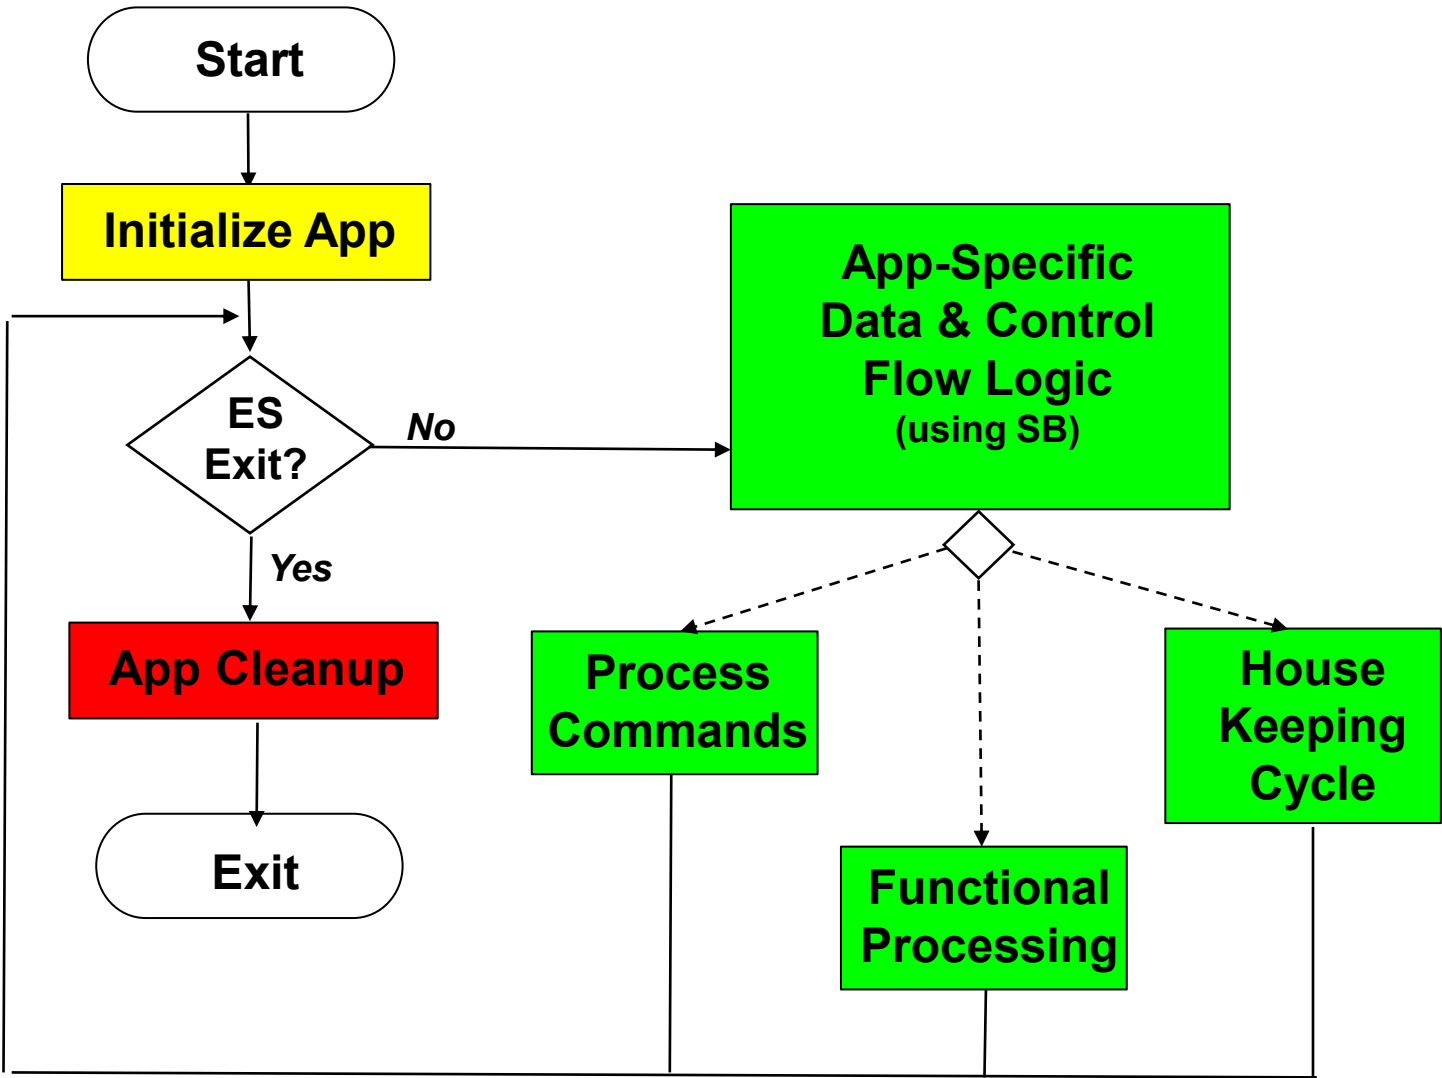 Start
Initialize App
ES
Exit?
No
Yes
App Cleanup
Exit
App-Specific
Data & Control
Flow Logic
(using SB)
Process
Commands
Functional
Processing
House
Keeping
Cycle